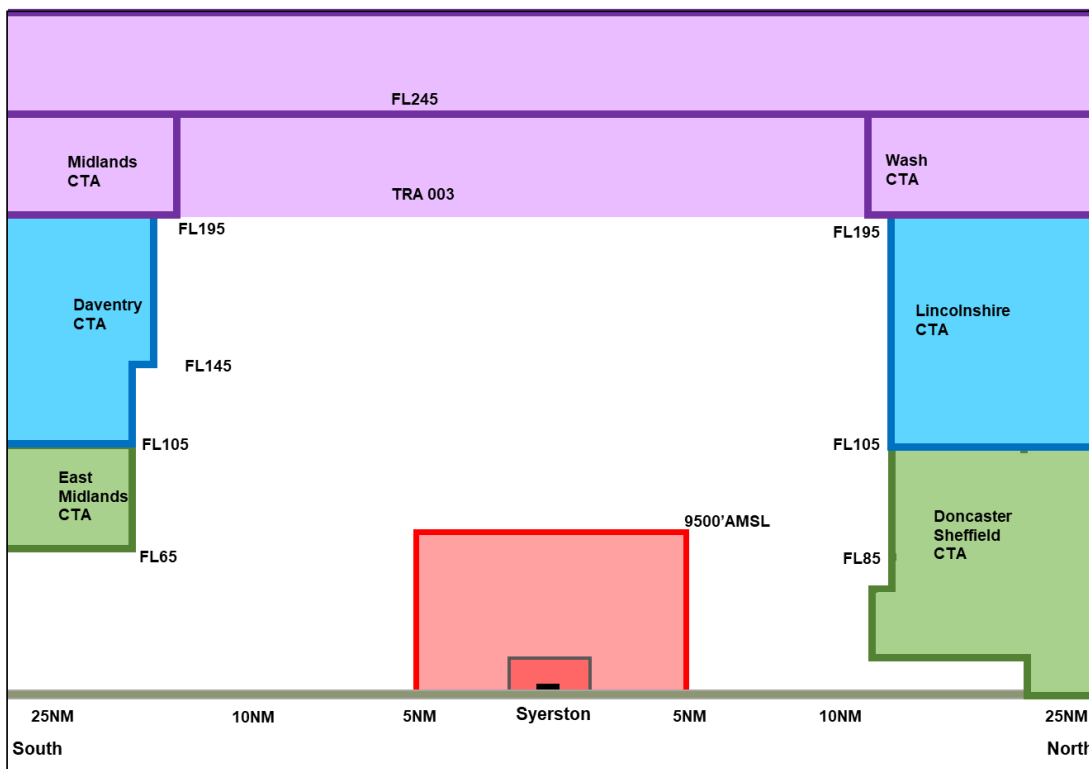 FL245
Midlands
CTA
Wash
CTA
TRA 003
FL195
FL195
Daventry
CTA
Lincolnshire
CTA
FL145
FL105
FL105
East
Midlands
CTA
9500'AMSL
Doncaster
Sheffield
CTA
FL65
FL85
25NM
10NM
5NM
Syerston
5NM
10NM
25NM
South
North